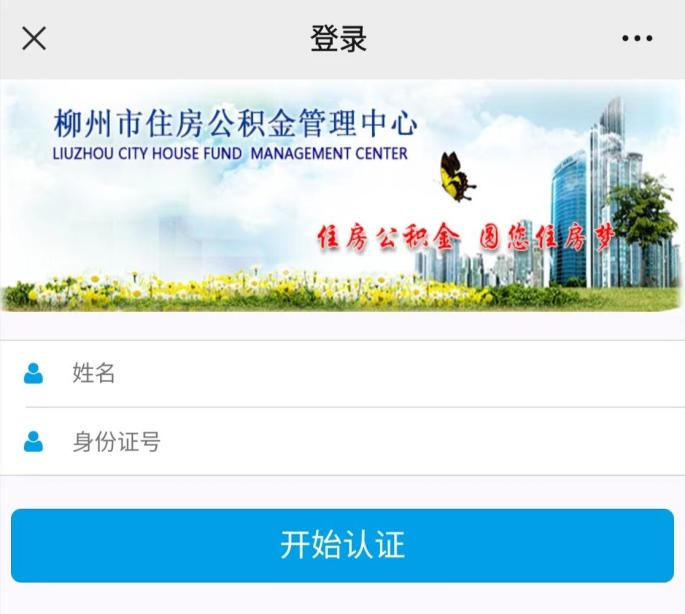 登录
柳州市住房公积金管理中心
LIUZHOU CITY HOUSE FUND MANAGEMENT CENTER
住房公积金 圆您住房梦
姓名
身份证号
开始认证